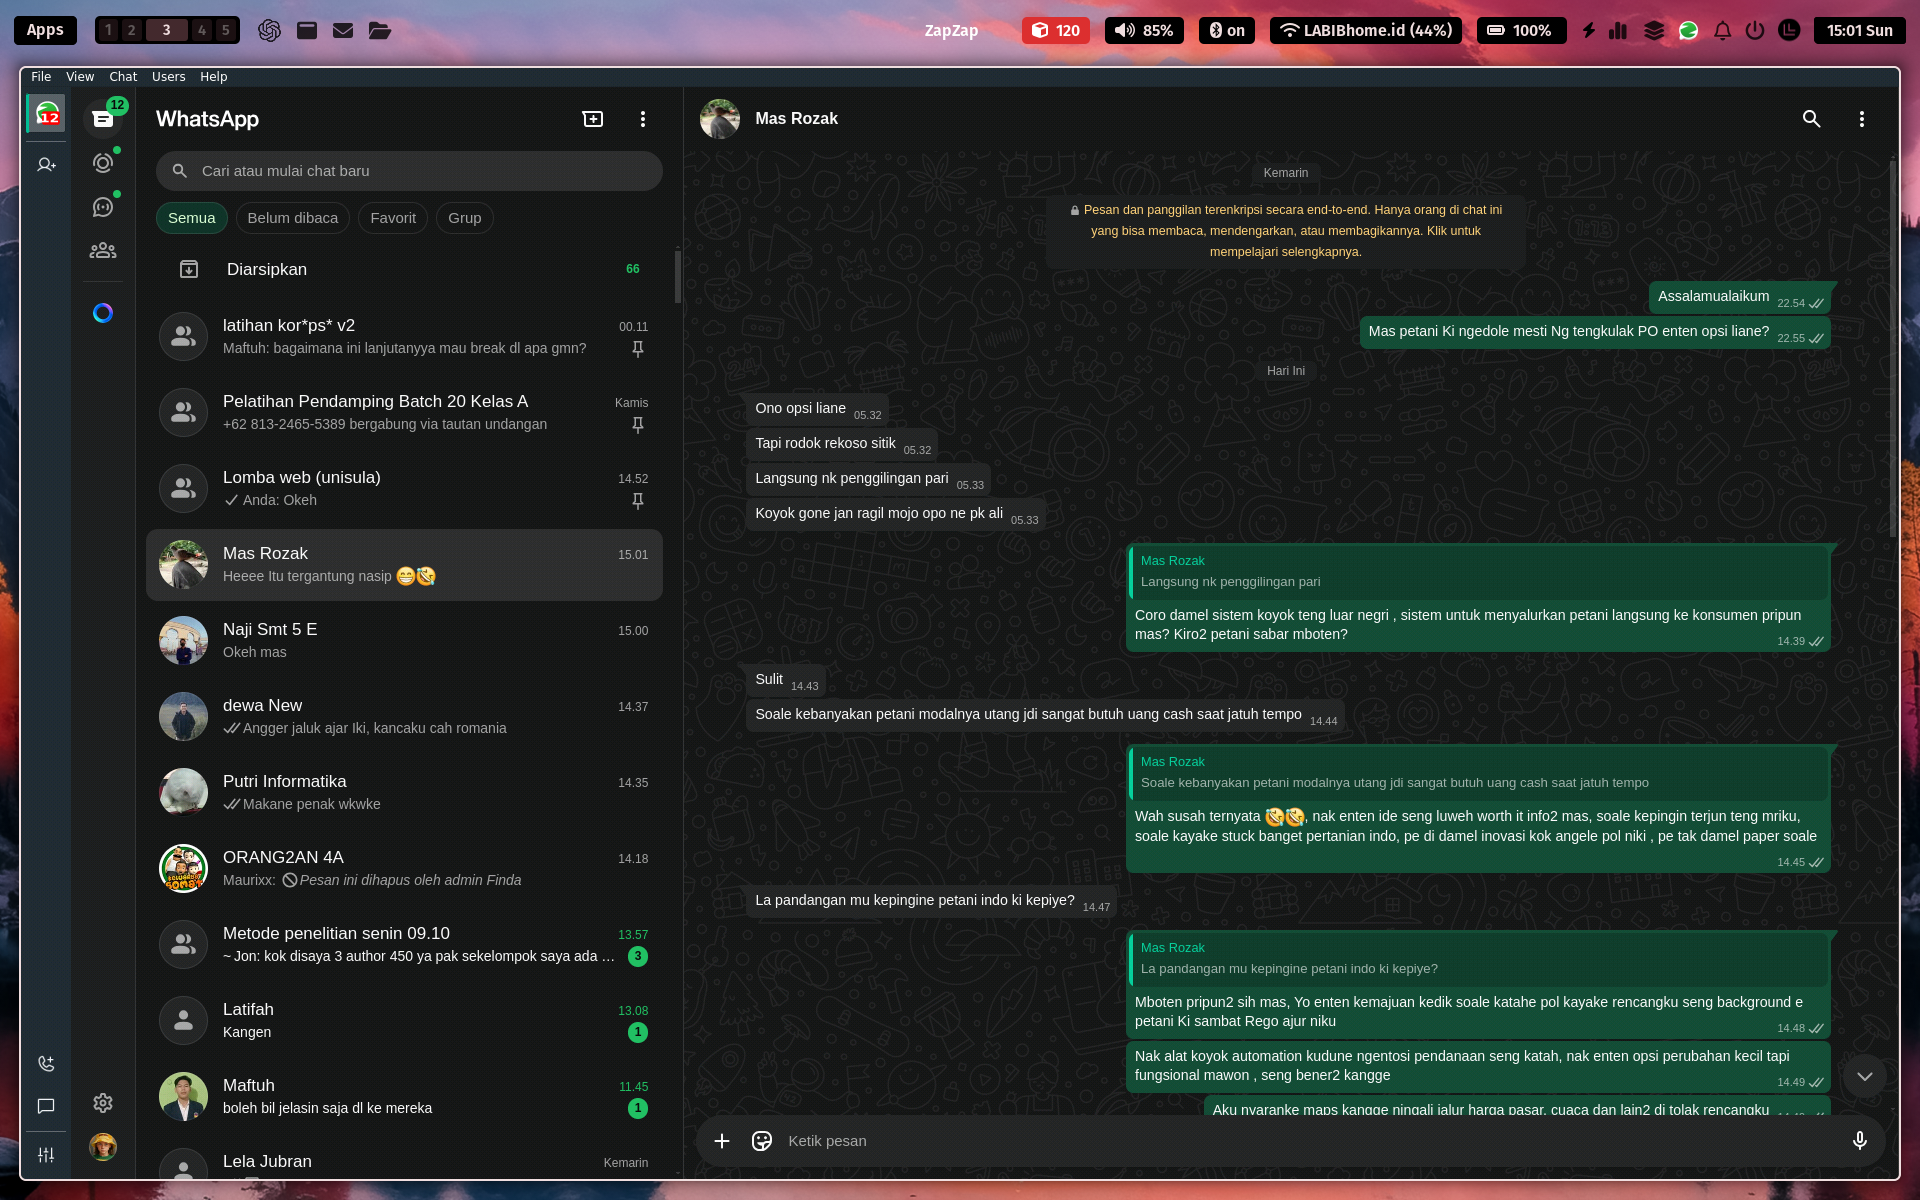 Apps
1 2 3 4 5
ZapZap
120
85%
on
LABIBhome.id (44%)
100%
15:01 Sun
File View Chat Users Help
12
12
WhatsApp
Cari atau mulai chat baru
Semua
Belum dibaca
Favorit
Grup
Diarsipkan
66
latihan kor*ps* v2
00.11
Maftuh: bagaimana ini lanjutanyya mau break dl apa gmn?
Pelatihan Pendamping Batch 20 Kelas A
Kamis
+62 813-2465-5389 bergabung via tautan undangan
Lomba web (unisula)
14.52
Anda: Okeh
Mas Rozak
15.01
Heeee Itu tergantung nasip 😁🤣
Naji Smt 5 E
15.00
Okeh mas
dewa New
14.37
Angger jaluk ajar Iki, kancaku cah romania
Putri Informatika
14.35
Makane penak wkwke
ORANG2AN 4A
14.18
Maurixx: Pesan ini dihapus oleh admin Finda
Metode penelitian senin 09.10
13.57
~ Jon: kok disaya 3 author 450 ya pak sekelompok saya ada …
3
Latifah
13.08
Kangen
1
Maftuh
11.45
boleh bil jelasin saja dl ke mereka
1
Lela Jubran
Kemarin
Mas Rozak
Kemarin
Pesan dan panggilan terenkripsi secara end-to-end. Hanya orang di chat ini
yang bisa membaca, mendengarkan, atau membagikannya. Klik untuk
mempelajari selengkapnya.
Assalamualaikum 22.54
Mas petani Ki ngedole mesti Ng tengkulak PO enten opsi liane? 22.55
Hari Ini
Ono opsi liane 05.32
Tapi rodok rekoso sitik 05.32
Langsung nk penggilingan pari 05.33
Koyok gone jan ragil mojo opo ne pk ali 05.33
Mas Rozak
Langsung nk penggilingan pari
Coro damel sistem koyok teng luar negri , sistem untuk menyalurkan petani langsung ke konsumen pripun
mas? Kiro2 petani sabar mboten?
14.39
Sulit 14.43
Soale kebanyakan petani modalnya utang jdi sangat butuh uang cash saat jatuh tempo 14.44
Mas Rozak
Soale kebanyakan petani modalnya utang jdi sangat butuh uang cash saat jatuh tempo
Wah susah ternyata 🤣🤣, nak enten ide seng luweh worth it info2 mas, soale kepingin terjun teng mriku,
soale kayake stuck banget pertanian indo, pe di damel inovasi kok angele pol niki , pe tak damel paper soale
14.45
La pandangan mu kepingine petani indo ki kepiye? 14.47
Mas Rozak
La pandangan mu kepingine petani indo ki kepiye?
Mboten pripun2 sih mas, Yo enten kemajuan kedik soale katahe pol kayake rencangku seng background e
petani Ki sambat Rego ajur niku
14.48
Nak alat koyok automation kudune ngentosi pendanaan seng katah, nak enten opsi perubahan kecil tapi
fungsional mawon , seng bener2 kangge
14.49
Aku nyaranke maps kangge ningali jalur harga pasar, cuaca dan lain2 di tolak rencangku
Ketik pesan